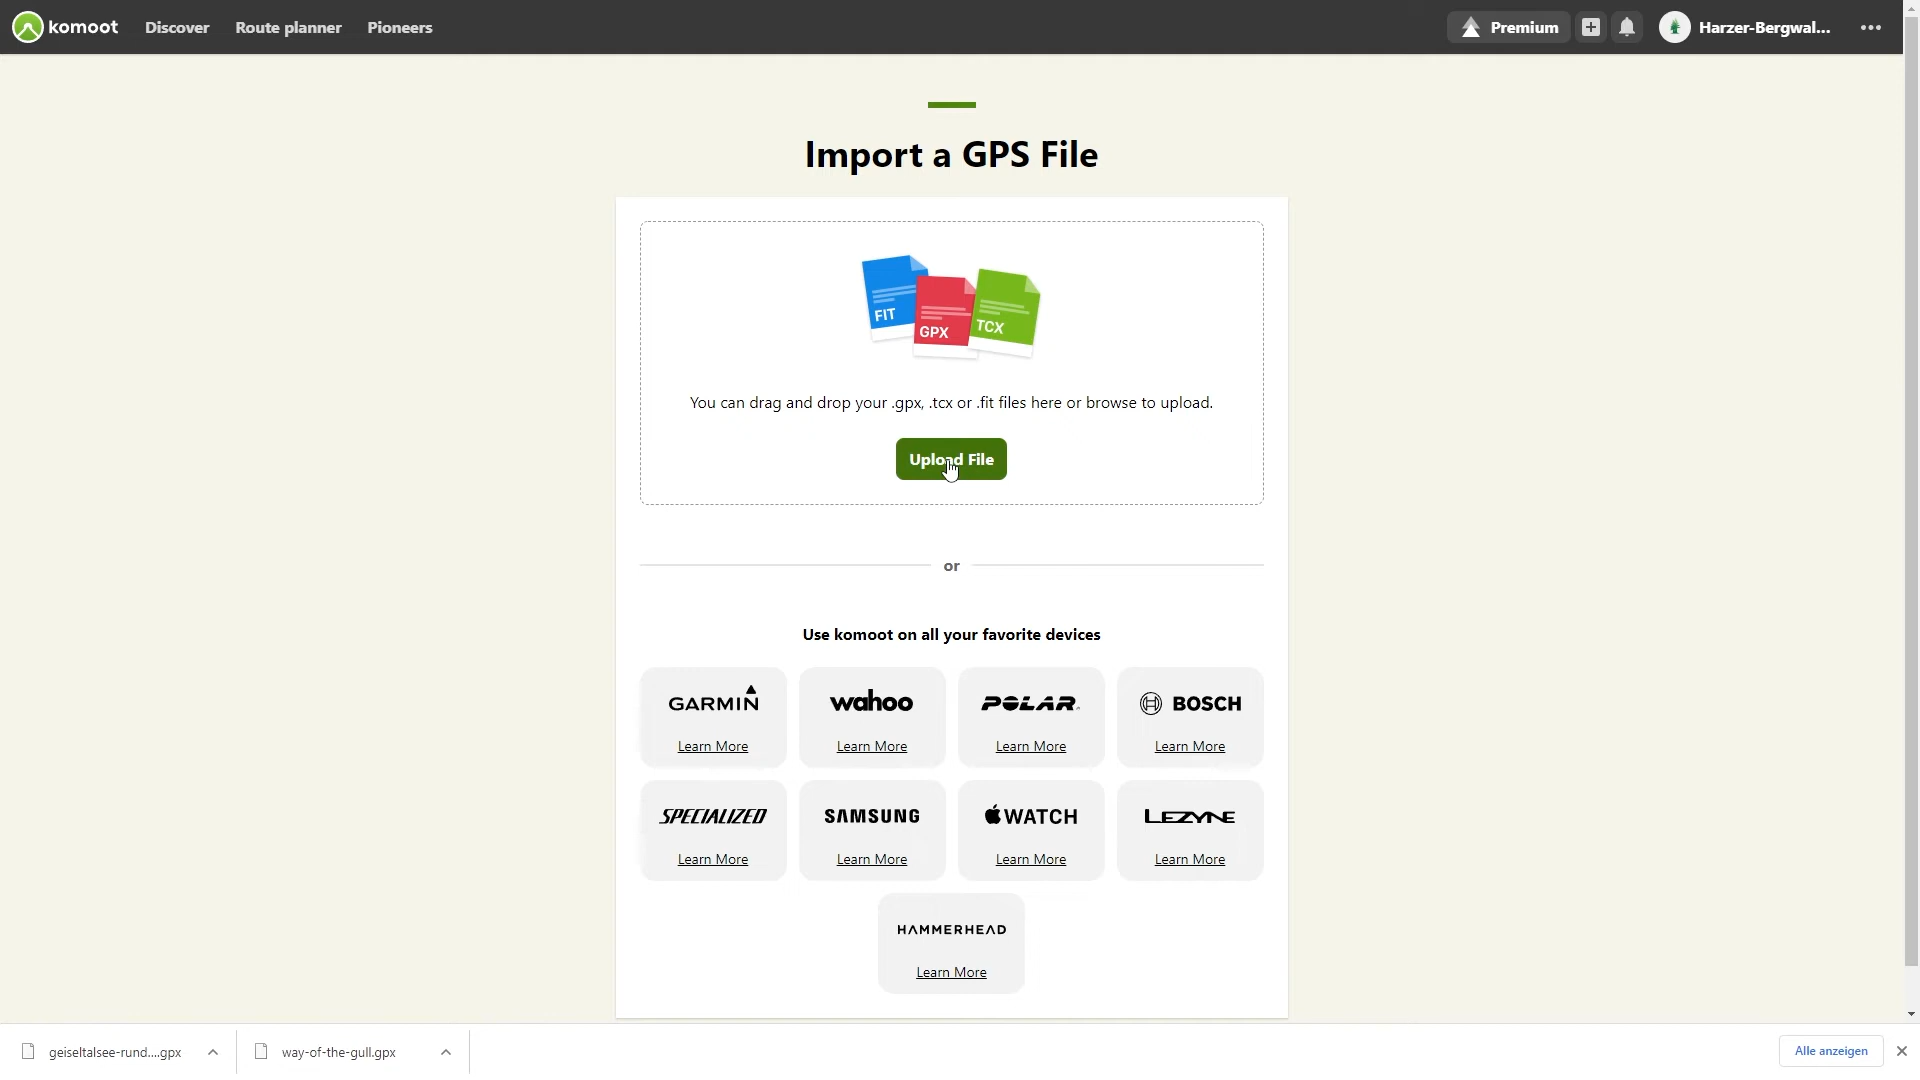 komoot Discover Route planner Pioneers Premium Harzer-Bergwal...
Import a GPS File
FIT GPX TCX
You can drag and drop your .gpx, .tcx or .fit files here or browse to upload.
Upload File
or
Use komoot on all your favorite devices
GARMIN wahoo POLAR BOSCH
Learn More Learn More Learn More Learn More
SPECIALIZED SAMSUNG WATCH LEZYNE
Learn More Learn More Learn More Learn More
HAMMERHEAD
Learn More
geiseltalsee-rund....gpx way-of-the-gull.gpx Alle anzeigen